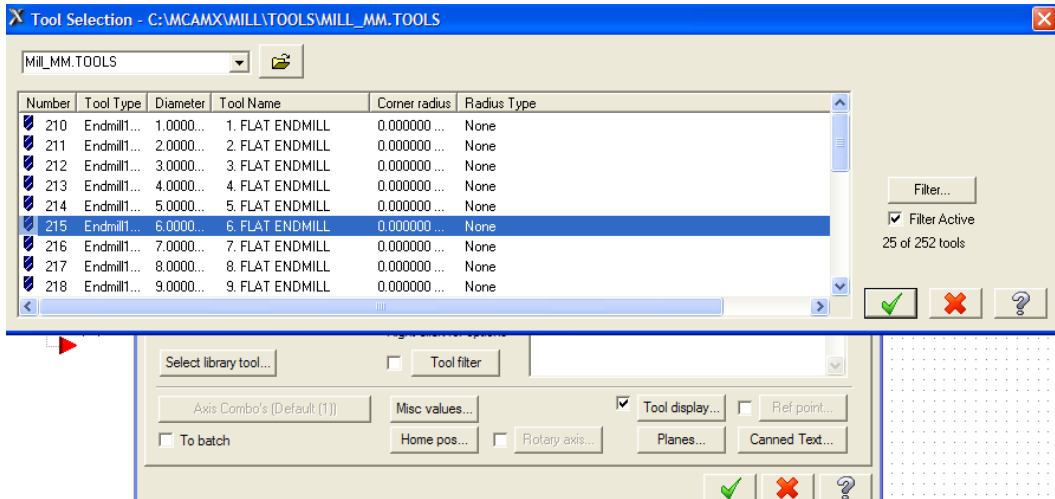 Tool Selection - C:\MCAMX\MILL\TOOLS\MILL_MM.TOOLS
Mill_MM.TOOLS
Number Tool Type Diameter Tool Name Corner radius Radius Type
210 Endmill1... 1.0000... 1. FLAT ENDMILL 0.000000 ... None
211 Endmill1... 2.0000... 2. FLAT ENDMILL 0.000000 ... None
212 Endmill1... 3.0000... 3. FLAT ENDMILL 0.000000 ... None
213 Endmill1... 4.0000... 4. FLAT ENDMILL 0.000000 ... None
214 Endmill1... 5.0000... 5. FLAT ENDMILL 0.000000 ... None
215 Endmill1... 6.0000... 6. FLAT ENDMILL 0.000000 ... None
216 Endmill1... 7.0000... 7. FLAT ENDMILL 0.000000 ... None
217 Endmill1... 8.0000... 8. FLAT ENDMILL 0.000000 ... None
218 Endmill1... 9.0000... 9. FLAT ENDMILL 0.000000 ... None
Filter...
Filter Active
25 of 252 tools
Select library tool... Tool filter
Axis Combo's (Default (1)) Misc values... Tool display... Ref point...
To batch Home pos... Rotary axis... Planes... Canned Text...